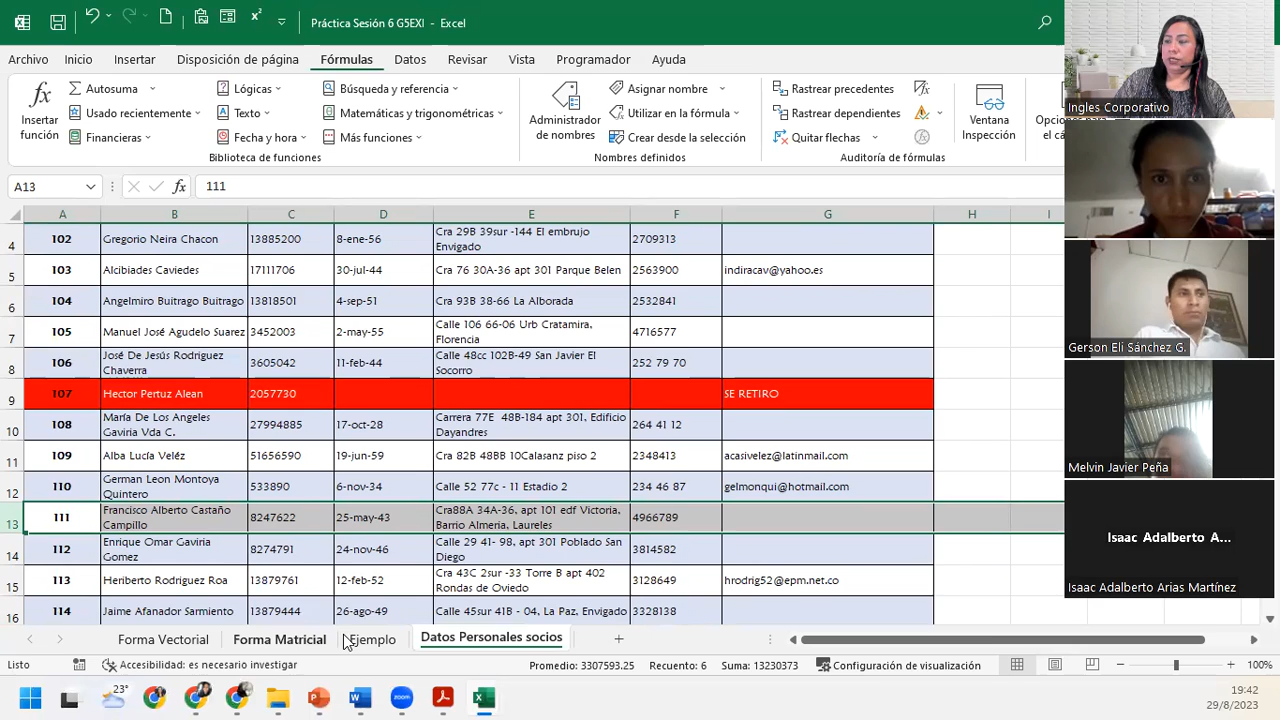 Práctica Sesión 6 G3EXI - Excel
Archivo Inicio Insertar Disposición de página Fórmulas Datos Revisar Vista Programador Ayuda
Insertar función
Autosuma
Usado recientemente
Financieras
Lógicas
Texto
Fecha y hora
Búsqueda y referencia
Matemáticas y trigonométricas
Más funciones
Biblioteca de funciones
Administrador de nombres
Asignar nombre
Utilizar en la fórmula
Crear desde la selección
Nombres definidos
Rastrear precedentes
Rastrear dependientes
Quitar flechas
Auditoría de fórmulas
Ventana Inspección
A13 fx 111
A B C D F G H I
4 102 Gregorio Neira Chacon 13885200 8-ene-56 Cra 29B 39sur -144 El embrujo Envigado 2709313
5 103 Alcibiades Caviedes 17111706 30-jul-44 Cra 76 30A-36 apt 301 Parque Belen 2563900 indiracav@yahoo.es
6 104 Angelmiro Buitrago Buitrago 13818501 4-sep-51 Cra 93B 38-66 La Alborada 2532841
7 105 Manuel José Agudelo Suarez 3452003 2-may-55 Calle 106 66-06 Urb Cratamira, Florencia 4716577
8 106 José De Jesús Rodriguez Chaverra 3605042 11-feb Calle 48cc 102B-49 San Javier El Socorro 252 79 70
9 107 Hector Pertuz Alean 2057730 SE RETIRO
10 108 María De Los Angeles Gaviria Vda C. 27994885 17-oct-28 Carrera 77E 48B-184 apt 301, Edificio Dayandres 264 41 12
11 109 Alba Lucía Veléz 51656590 19-jun-59 Cra 82B 48BB 10Calasanz piso 2 2348413 acasivelez@latinmail.com
12 110 German Leon Montoya Quintero 533890 6-nov-23 Calle 2 77c - 11 Estadio 2 234 46 87 gelmonqui@hotmail.com
13 111 Francisco Alberto Castaño Campillo 8247622 25-may-43 Cra88A 34A-36, apt 101 edf Victoria, Barrio Almeria, Laureles 4966789
14 112 Enrique Omar Gaviria Gomez 8274791 24-nov-46 Calle 29 41- 98, apt 301 Poblado San Diego 3814582
15 113 Heriberto Rodriguez Roa 13879761 12-feb-52 Cra 43C 2sur -33 Torre B apt 402 Alcala de Oviedo 3128649 hrodrig52@epm.net.co
16 114 Jaime Afanador Sarmiento 13879444 26-ago-49 Calle 45sur 41B - 04, La Paz, Envigado 3328138
Forma Vectorial Forma Matricial Ejemplo Datos Personales socios
Listo Accesibilidad: es necesario investigar Promedio: 3307593.25 Recuento: 6 Suma: 13230373 Configuración de visualización 100%
23°
19:42
29/8/2023
Ingles Corporativo
Gerson Elí Sánchez G.
Melvin Javier Peña
Isaac Adalberto A...
Isaac Adalberto Arias Martínez